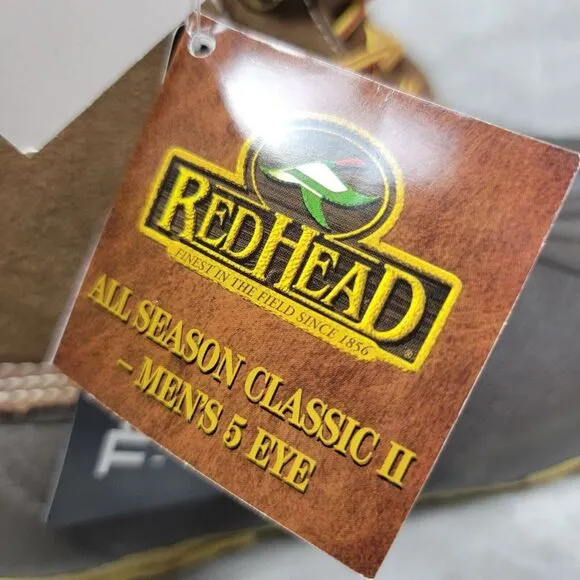 REDHEAD
®
FINEST IN THE FIELD SINCE 1856
ALL SEASON CLASSIC II
– MEN'S 5 EYE